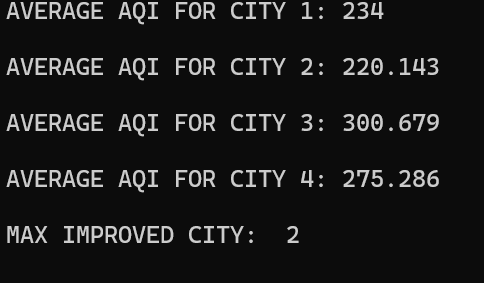 AVERAGE AQI FOR CITY 1: 234
AVERAGE AQI FOR CITY 2: 220.143
AVERAGE AQI FOR CITY 3: 300.679
AVERAGE AQI FOR CITY 4: 275.286
MAX IMPROVED CITY:  2